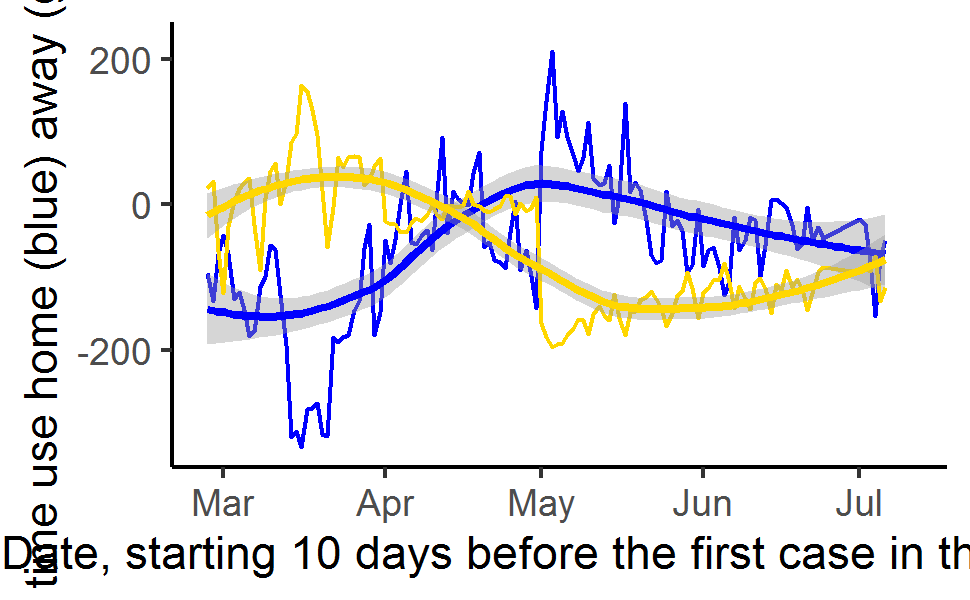 time use home (blue) away (
200
0
-200
Mar Apr May Jun Jul
Date, starting 10 days before the first case in th